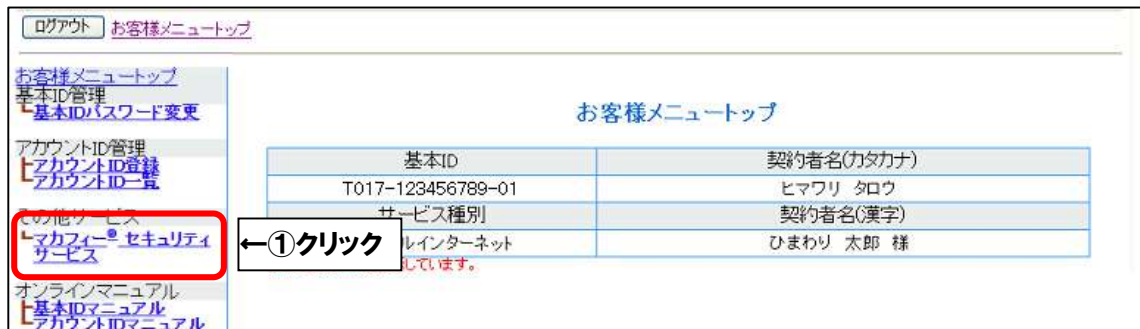 ログアウト お客様メニュートップ
お客様メニュートップ
基本ID管理
基本IDパスワード変更
アカウントID管理
アカウントID登録
アカウントID一覧
その他サービス
マカフィー® セキュリティ
サービス
オンラインマニュアル
基本IDマニュアル
アカウントIDマニュアル
お客様メニュートップ
基本ID 契約者名(カタカナ)
T017-123456789-01 ヒマワリ タロウ
サービス種別 契約者名(漢字)
←①クリック ルインターネット ひまわり 太郎 様
しています。